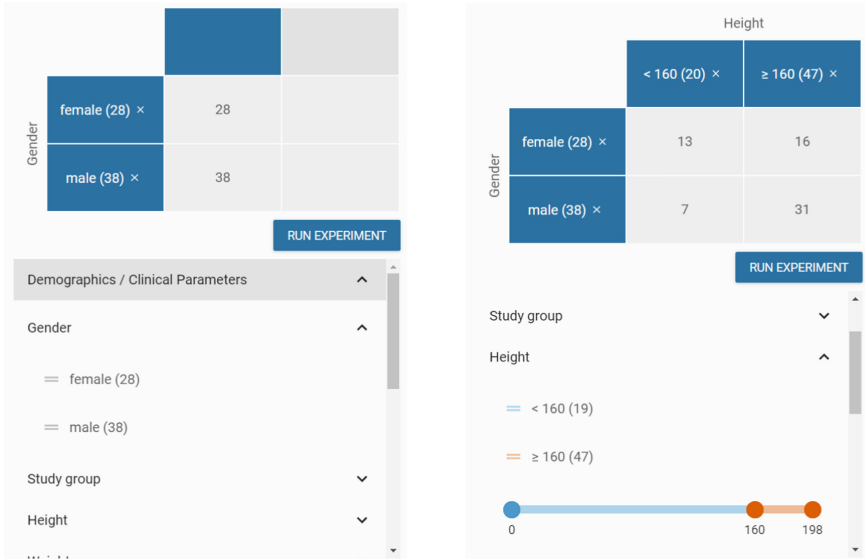 Gender
female (28) ×
28
male (38) ×
38
RUN EXPERIMENT
Demographics / Clinical Parameters
Gender
female (28)
male (38)
Study group
Height
Height
< 160 (20) ×
≥ 160 (47) ×
Gender
female (28) ×
13
16
male (38) ×
7
31
RUN EXPERIMENT
Study group
Height
< 160 (19)
≥ 160 (47)
0
160
198